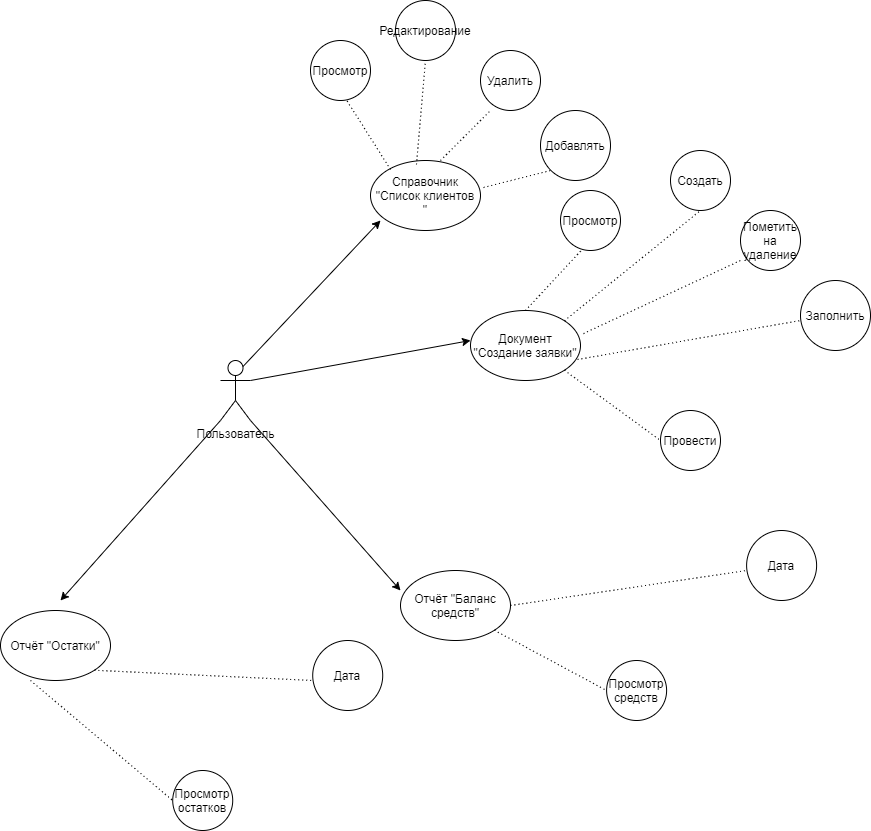 Редактирование
Просмотр
Удалить
Добавлять
Справочник
"Список клиентов
"
Создать
Просмотр
Пометить
на
удаление
Заполнить
Документ
"Создание заявки"
Пользователь
Провести
Дата
Отчёт "Баланс
средств"
Отчёт "Остатки"
Дата
Просмотр
средств
Просмотр
остатков